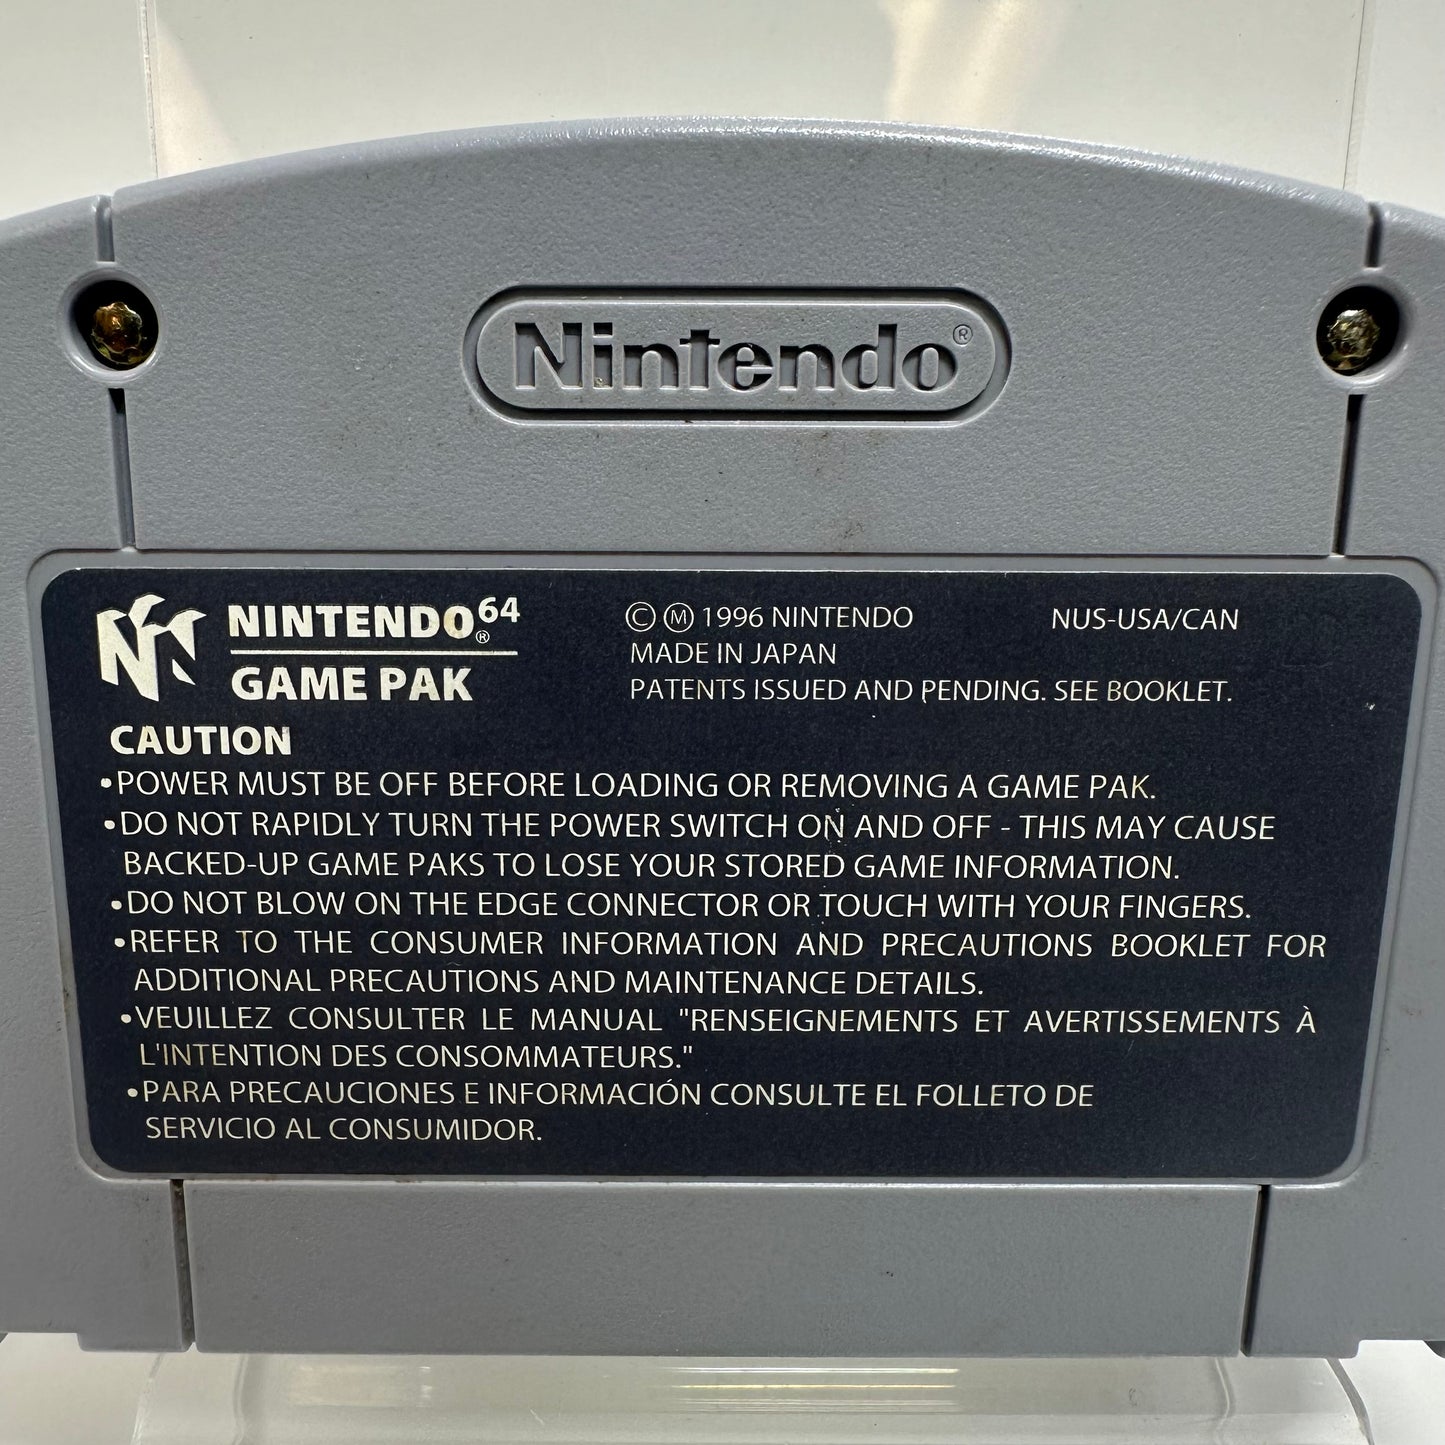 Nintendo®
NINTENDO®64
GAME PAK
© Ⓜ 1996 NINTENDO NUS-USA/CAN
MADE IN JAPAN
PATENTS ISSUED AND PENDING. SEE BOOKLET.
CAUTION
•POWER MUST BE OFF BEFORE LOADING OR REMOVING A GAME PAK.
•DO NOT RAPIDLY TURN THE POWER SWITCH ON AND OFF - THIS MAY CAUSE
BACKED-UP GAME PAKS TO LOSE YOUR STORED GAME INFORMATION.
•DO NOT BLOW ON THE EDGE CONNECTOR OR TOUCH WITH YOUR FINGERS.
•REFER TO THE CONSUMER INFORMATION AND PRECAUTIONS BOOKLET FOR
ADDITIONAL PRECAUTIONS AND MAINTENANCE DETAILS.
•VEUILLEZ CONSULTER LE MANUAL "RENSEIGNEMENTS ET AVERTISSEMENTS À
L'INTENTION DES CONSOMMATEURS."
•PARA PRECAUCIONES E INFORMACIÓN CONSULTE EL FOLLETO DE
SERVICIO AL CONSUMIDOR.